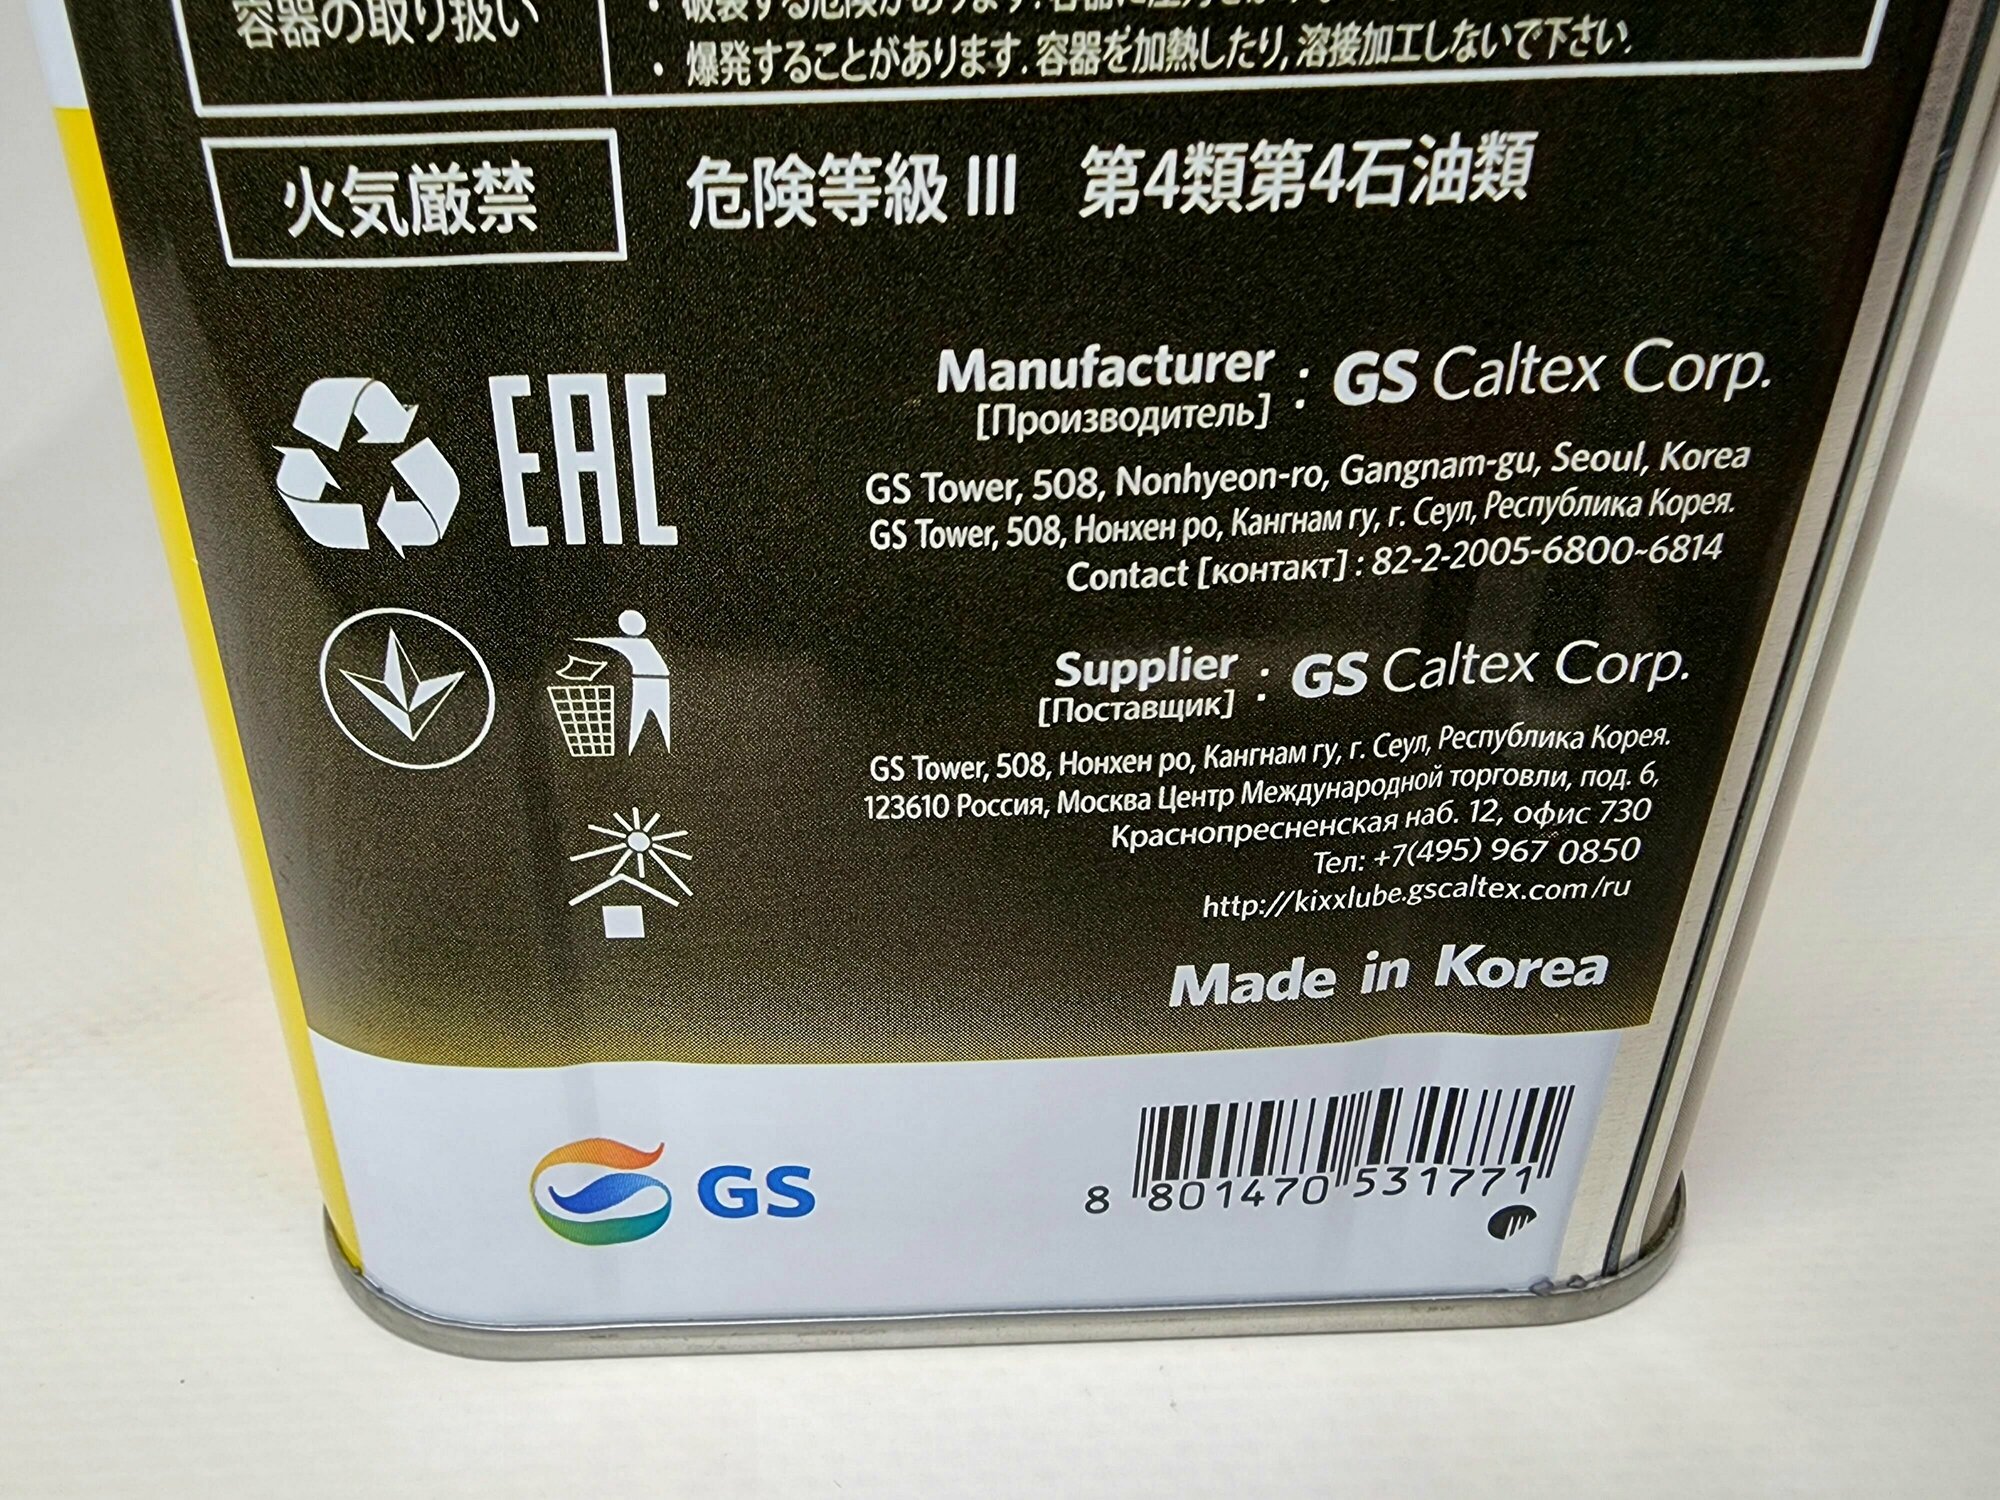 容器の取り扱い
・爆発することがあります. 容器を加熱したり, 溶接加工しないで下さい.
火気厳禁
危険等級 III 第4類第4石油類
EAC
Manufacturer : GS Caltex Corp.
[Производитель]
GS Tower, 508, Nonhyeon-ro, Gangnam-gu, Seoul, Korea
GS Tower, 508, Нонхен ро, Кангнам гу, г. Сеул, Республика Корея.
Contact [контакт] : 82-2-2005-6800~6814
Supplier : GS Caltex Corp.
[Поставщик]
GS Tower, 508, Нонхен ро, Кангнам гу, г. Сеул, Республика Корея.
123610 Россия, Москва Центр Международной торговли, под. 6,
Краснопресненская наб. 12, офис 730
Тел: +7(495) 967 0850
http://kixxlube.gscaltex.com/ru
Made in Korea
GS
8 801470 531771